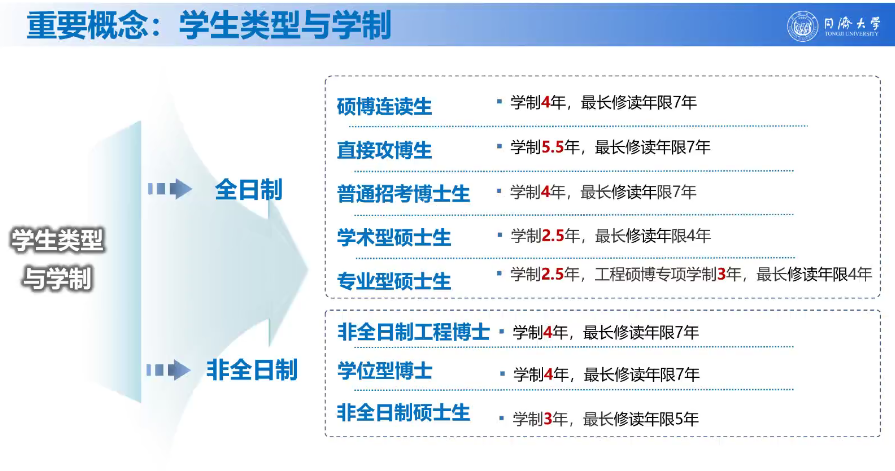 重要概念：学生类型与学制
同济大学
TONGJI UNIVERSITY
学生类型
与学制
全日制
硕博连读生
▪ 学制4年，最长修读年限7年
直接攻博生
▪ 学制5.5年，最长修读年限7年
普通招考博士生
▪ 学制4年，最长修读年限7年
学术型硕士生
▪ 学制2.5年，最长修读年限4年
专业型硕士生
▪ 学制2.5年，工程硕博专项学制3年，最长修读年限4年
非全日制
非全日制工程博士
▪ 学制4年，最长修读年限7年
学位型博士
▪ 学制4年，最长修读年限7年
非全日制硕士生
▪ 学制3年，最长修读年限5年